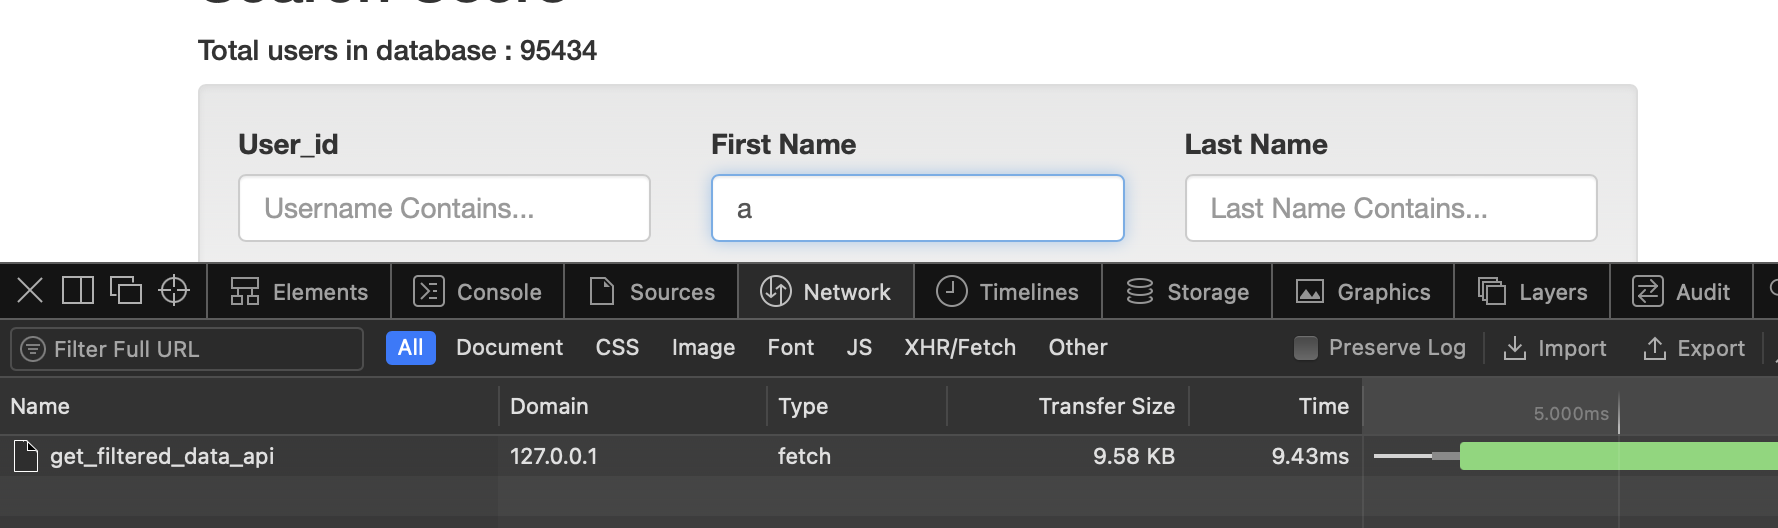 Search Users
Total users in database : 95434
User_id First Name Last Name
Username Contains... a Last Name Contains...
Elements Console Sources Network Timelines Storage Graphics Layers Audit
Filter Full URL All Document CSS Image Font JS XHR/Fetch Other Preserve Log Import Export
Name Domain Type Transfer Size Time 5.000ms
get_filtered_data_api 127.0.0.1 fetch 9.58 KB 9.43ms